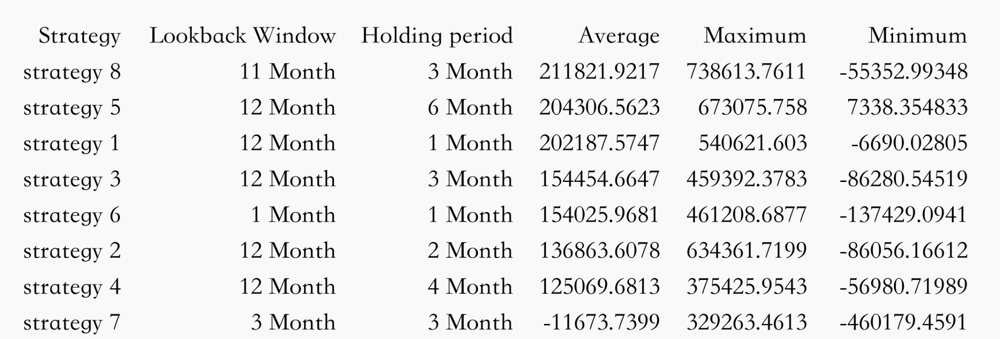 Strategy Lookback Window Holding period Average Maximum Minimum
strategy 8 11 Month 3 Month 211821.9217 738613.7611 -55352.99348
strategy 5 12 Month 6 Month 204306.5623 673075.758 7338.354833
strategy 1 12 Month 1 Month 202187.5747 540621.603 -6690.02805
strategy 3 12 Month 3 Month 154454.6647 459392.3783 -86280.54519
strategy 6 1 Month 1 Month 154025.9681 461208.6877 -137429.0941
strategy 2 12 Month 2 Month 136863.6078 634361.7199 -86056.16612
strategy 4 12 Month 4 Month 125069.6813 375425.9543 -56980.71989
strategy 7 3 Month 3 Month -11673.7399 329263.4613 -460179.4591